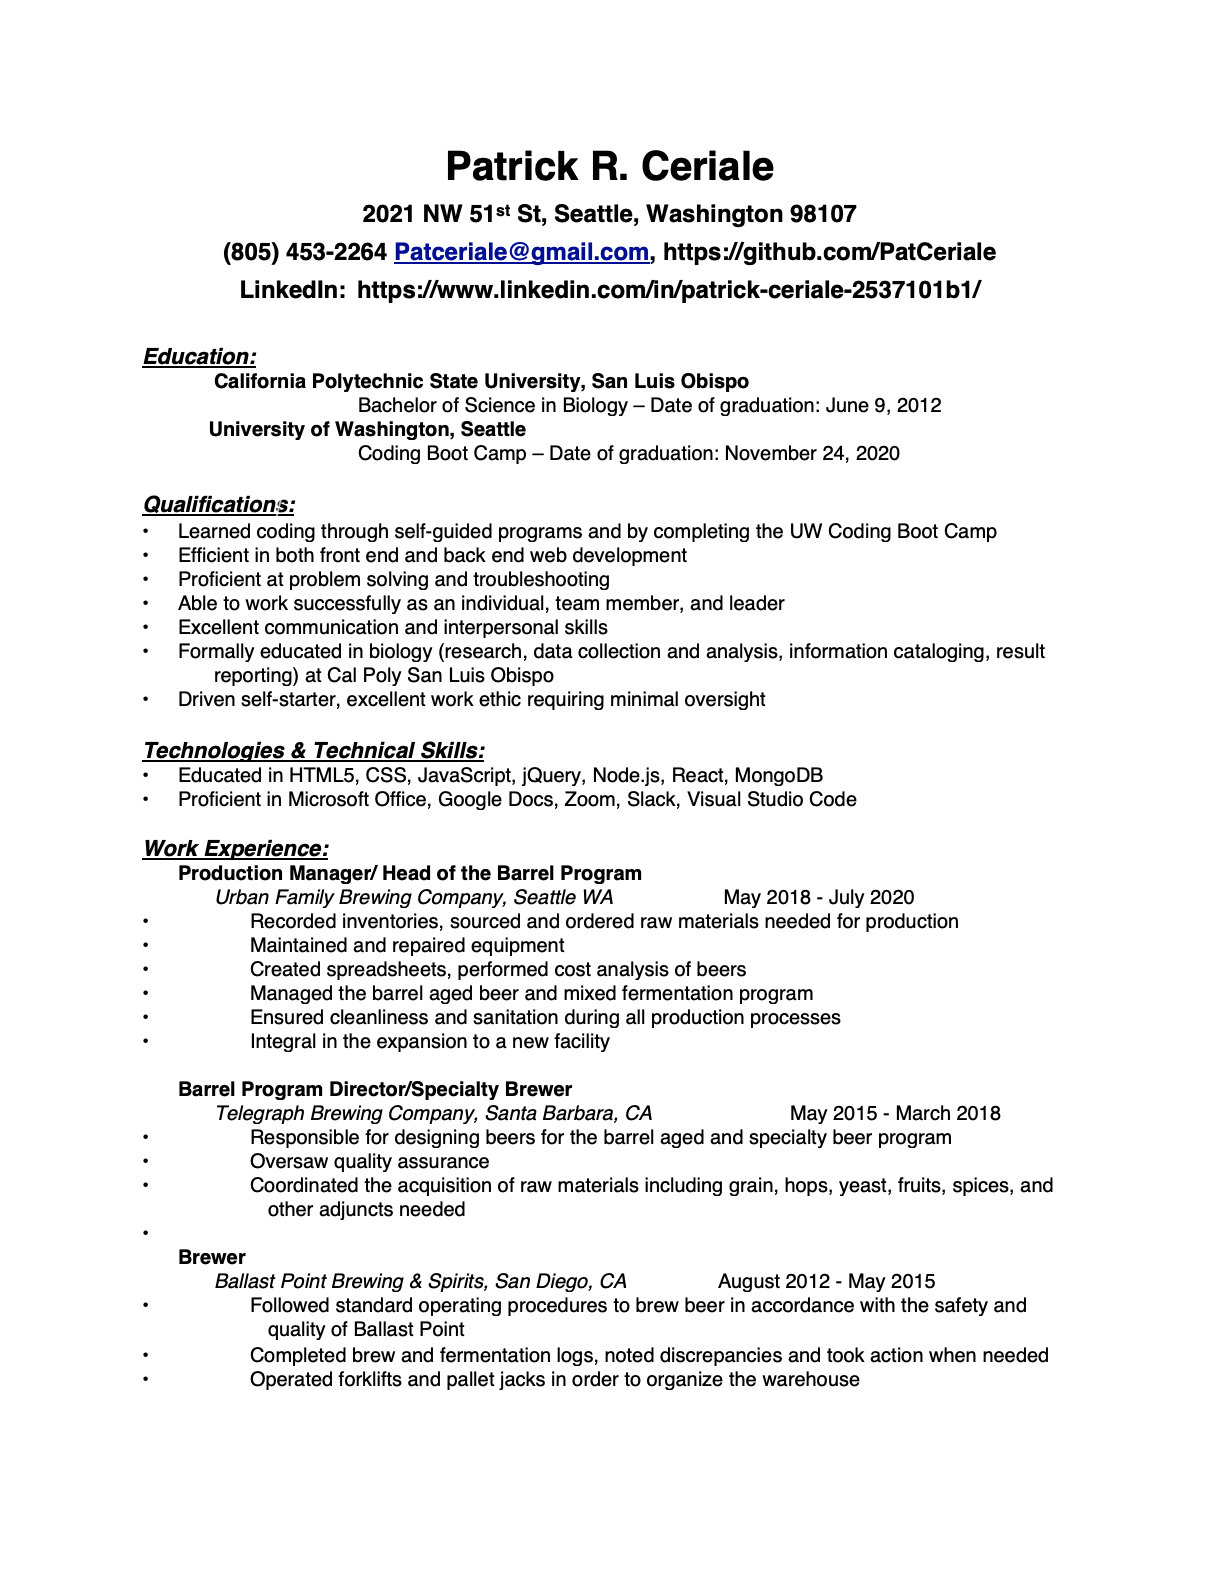 Patrick R. Ceriale
2021 NW 51st St, Seattle, Washington 98107
(805) 453-2264 Patceriale@gmail.com, https://github.com/PatCeriale
LinkedIn: https://www.linkedin.com/in/patrick-ceriale-2537101b1/
Education:
California Polytechnic State University, San Luis Obispo
Bachelor of Science in Biology – Date of graduation: June 9, 2012
University of Washington, Seattle
Coding Boot Camp – Date of graduation: November 24, 2020
Qualifications:
• Learned coding through self-guided programs and by completing the UW Coding Boot Camp
• Efficient in both front end and back end web development
• Proficient at problem solving and troubleshooting
• Able to work successfully as an individual, team member, and leader
• Excellent communication and interpersonal skills
• Formally educated in biology (research, data collection and analysis, information cataloging, result
reporting) at Cal Poly San Luis Obispo
• Driven self-starter, excellent work ethic requiring minimal oversight
Technologies & Technical Skills:
• Educated in HTML5, CSS, JavaScript, jQuery, Node.js, React, MongoDB
• Proficient in Microsoft Office, Google Docs, Zoom, Slack, Visual Studio Code
Work Experience:
Production Manager/ Head of the Barrel Program
Urban Family Brewing Company, Seattle WA May 2018 - July 2020
• Recorded inventories, sourced and ordered raw materials needed for production
• Maintained and repaired equipment
• Created spreadsheets, performed cost analysis of beers
• Managed the barrel aged beer and mixed fermentation program
• Ensured cleanliness and sanitation during all production processes
• Integral in the expansion to a new facility
Barrel Program Director/Specialty Brewer
Telegraph Brewing Company, Santa Barbara, CA May 2015 - March 2018
• Responsible for designing beers for the barrel aged and specialty beer program
• Oversaw quality assurance
• Coordinated the acquisition of raw materials including grain, hops, yeast, fruits, spices, and
other adjuncts needed
•
Brewer
Ballast Point Brewing & Spirits, San Diego, CA August 2012 - May 2015
• Followed standard operating procedures to brew beer in accordance with the safety and
quality of Ballast Point
• Completed brew and fermentation logs, noted discrepancies and took action when needed
• Operated forklifts and pallet jacks in order to organize the warehouse